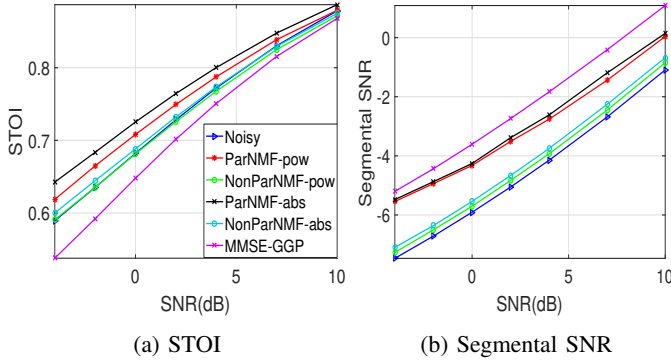 STOI
0.8
0.7
0.6
0 5 10
SNR(dB)
Noisy
ParNMF-pow
NonParNMF-pow
ParNMF-abs
NonParNMF-abs
MMSE-GGP
(a) STOI
Segmental SNR
0
-2
-4
-6
0 5 10
SNR(dB)
(b) Segmental SNR